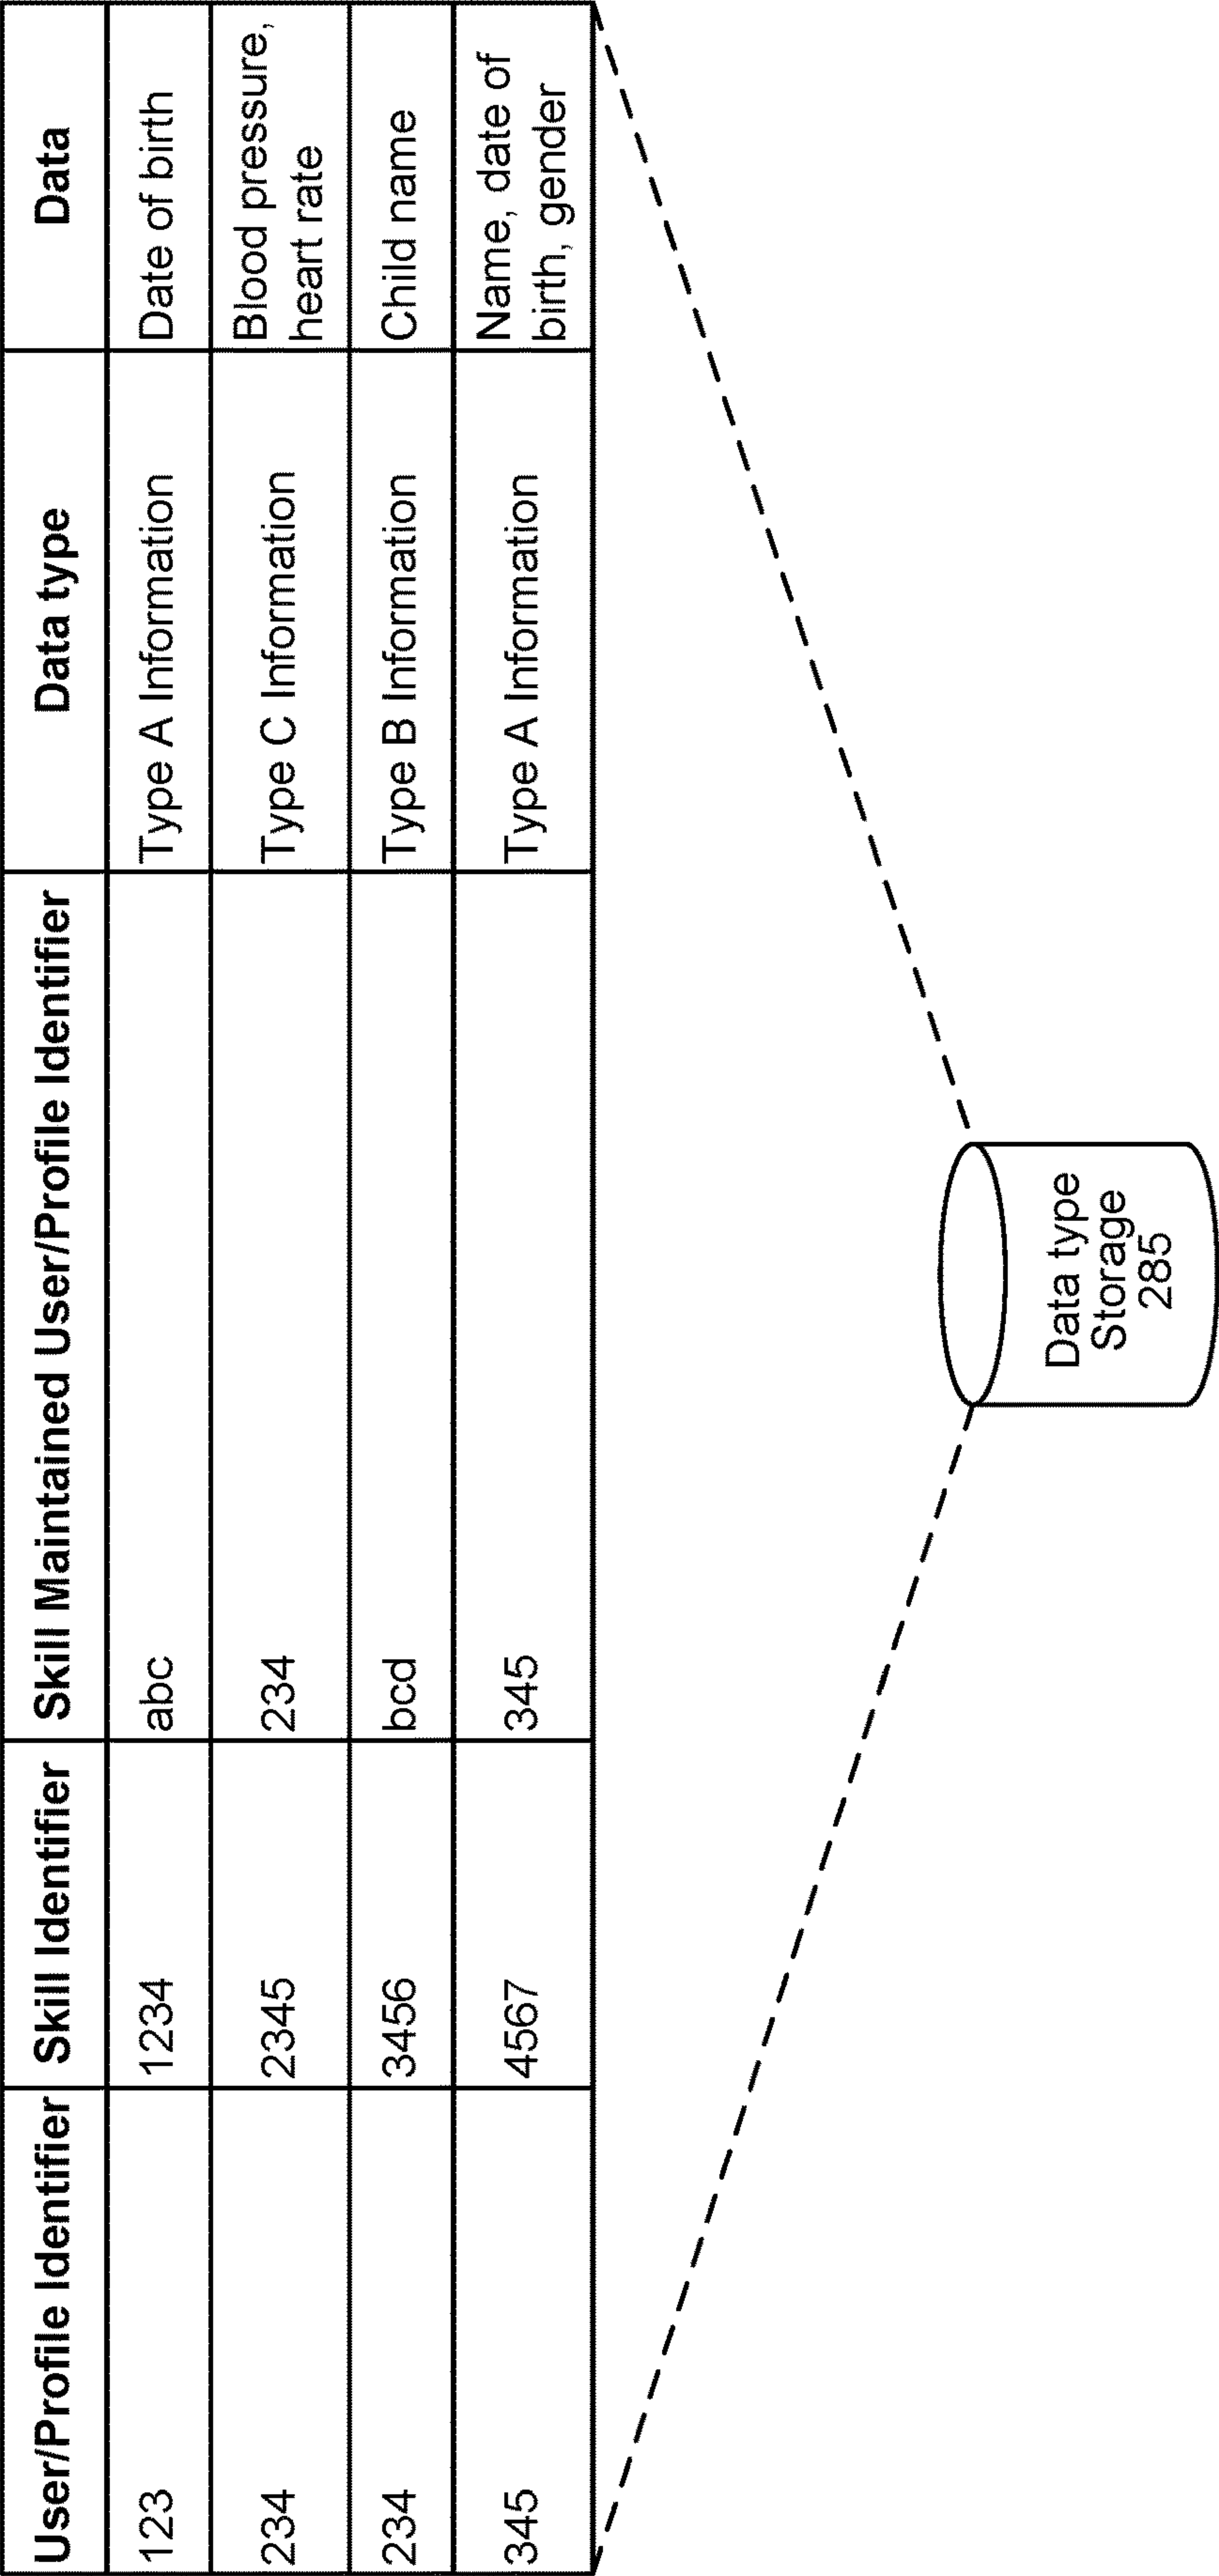 User/Profile Identifier Skill Identifier Skill Maintained User/Profile Identifier Data type Data
123 1234 abc Type A Information Date of birth
234 2345 234 Type C Information Blood pressure,
heart rate
234 3456 bcd Type B Information Child name
345 4567 345 Type A Information Name, date of
birth, gender
Data type
Storage
285